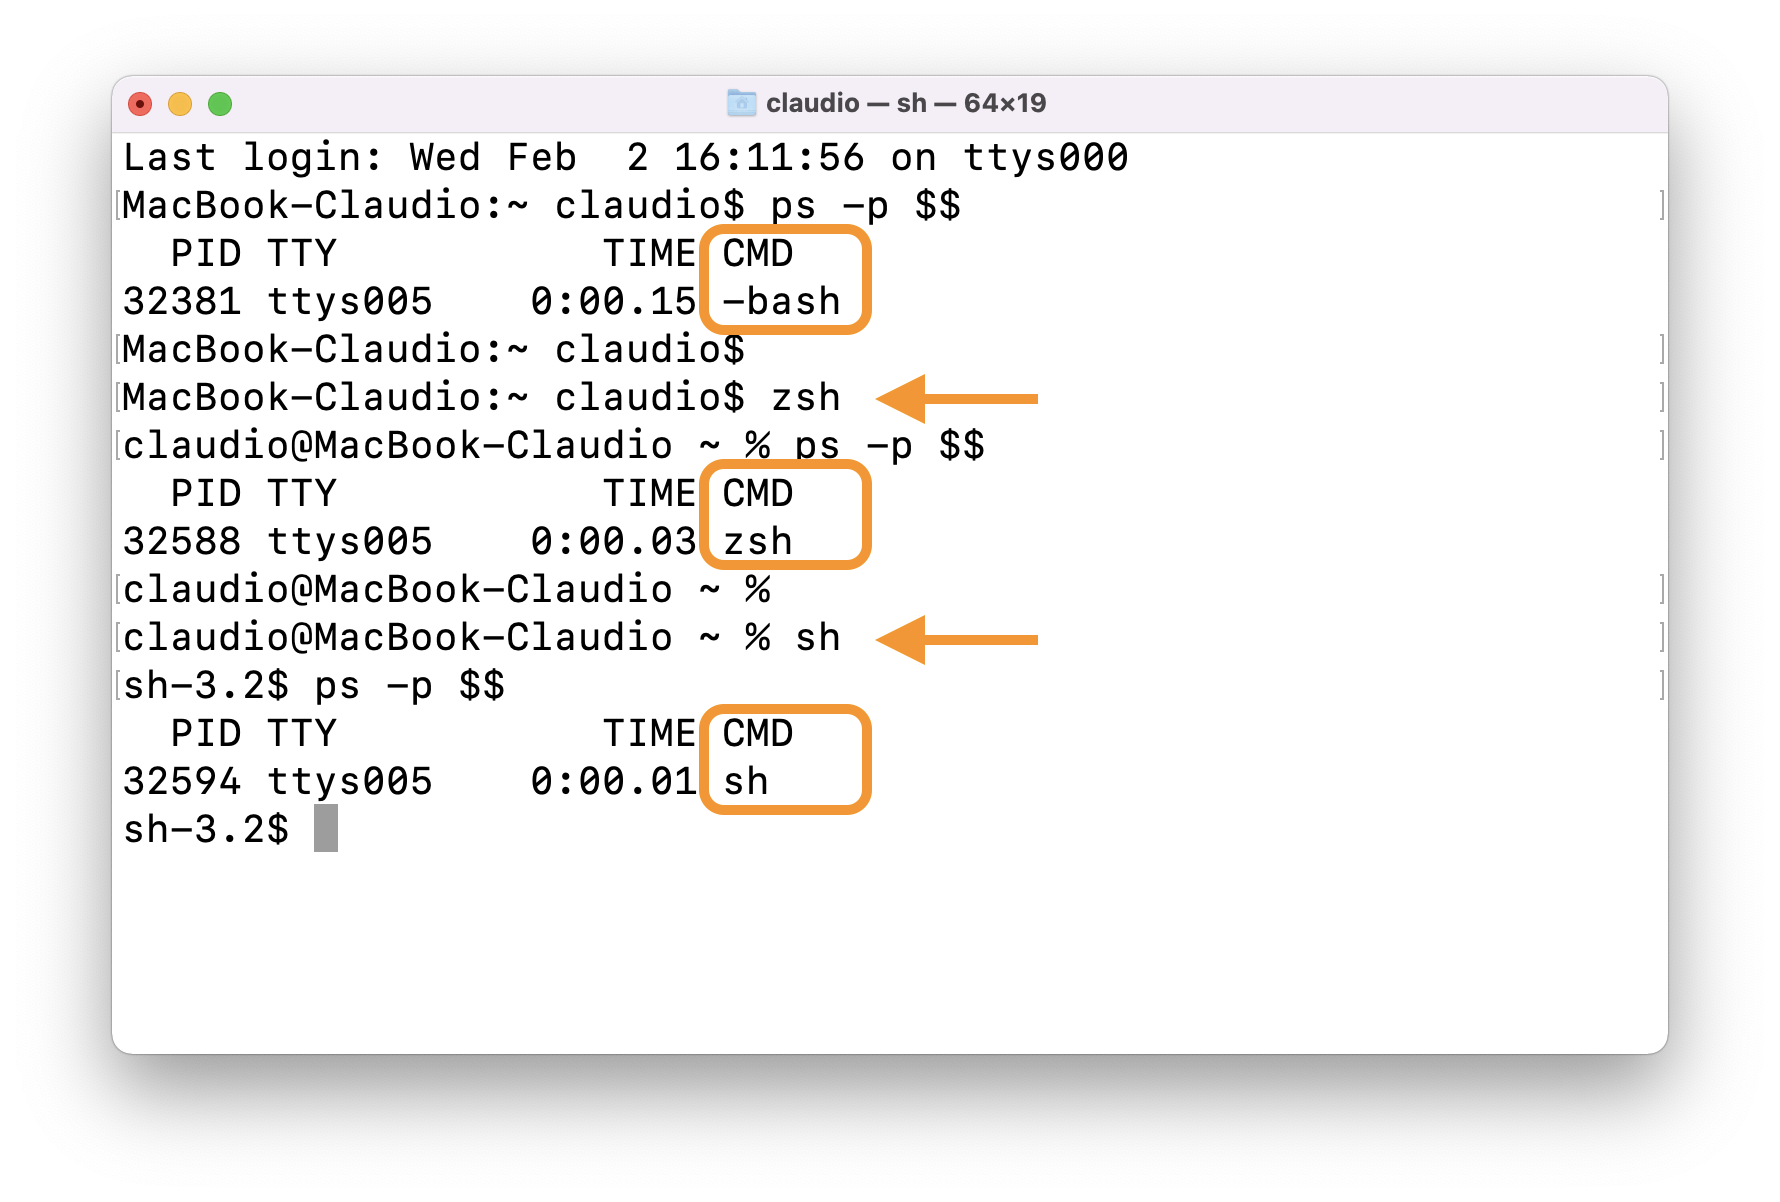 claudio — sh — 64×19
Last login: Wed Feb  2 16:11:56 on ttys000
[MacBook-Claudio:~ claudio$ ps -p $$ ]
  PID TTY           TIME CMD
32381 ttys005    0:00.15 -bash
[MacBook-Claudio:~ claudio$ ]
[MacBook-Claudio:~ claudio$ zsh ]
[claudio@MacBook-Claudio ~ % ps -p $$ ]
  PID TTY           TIME CMD
32588 ttys005    0:00.03 zsh
[claudio@MacBook-Claudio ~ % ]
[claudio@MacBook-Claudio ~ % sh ]
[sh-3.2$ ps -p $$ ]
  PID TTY           TIME CMD
32594 ttys005    0:00.01 sh
sh-3.2$